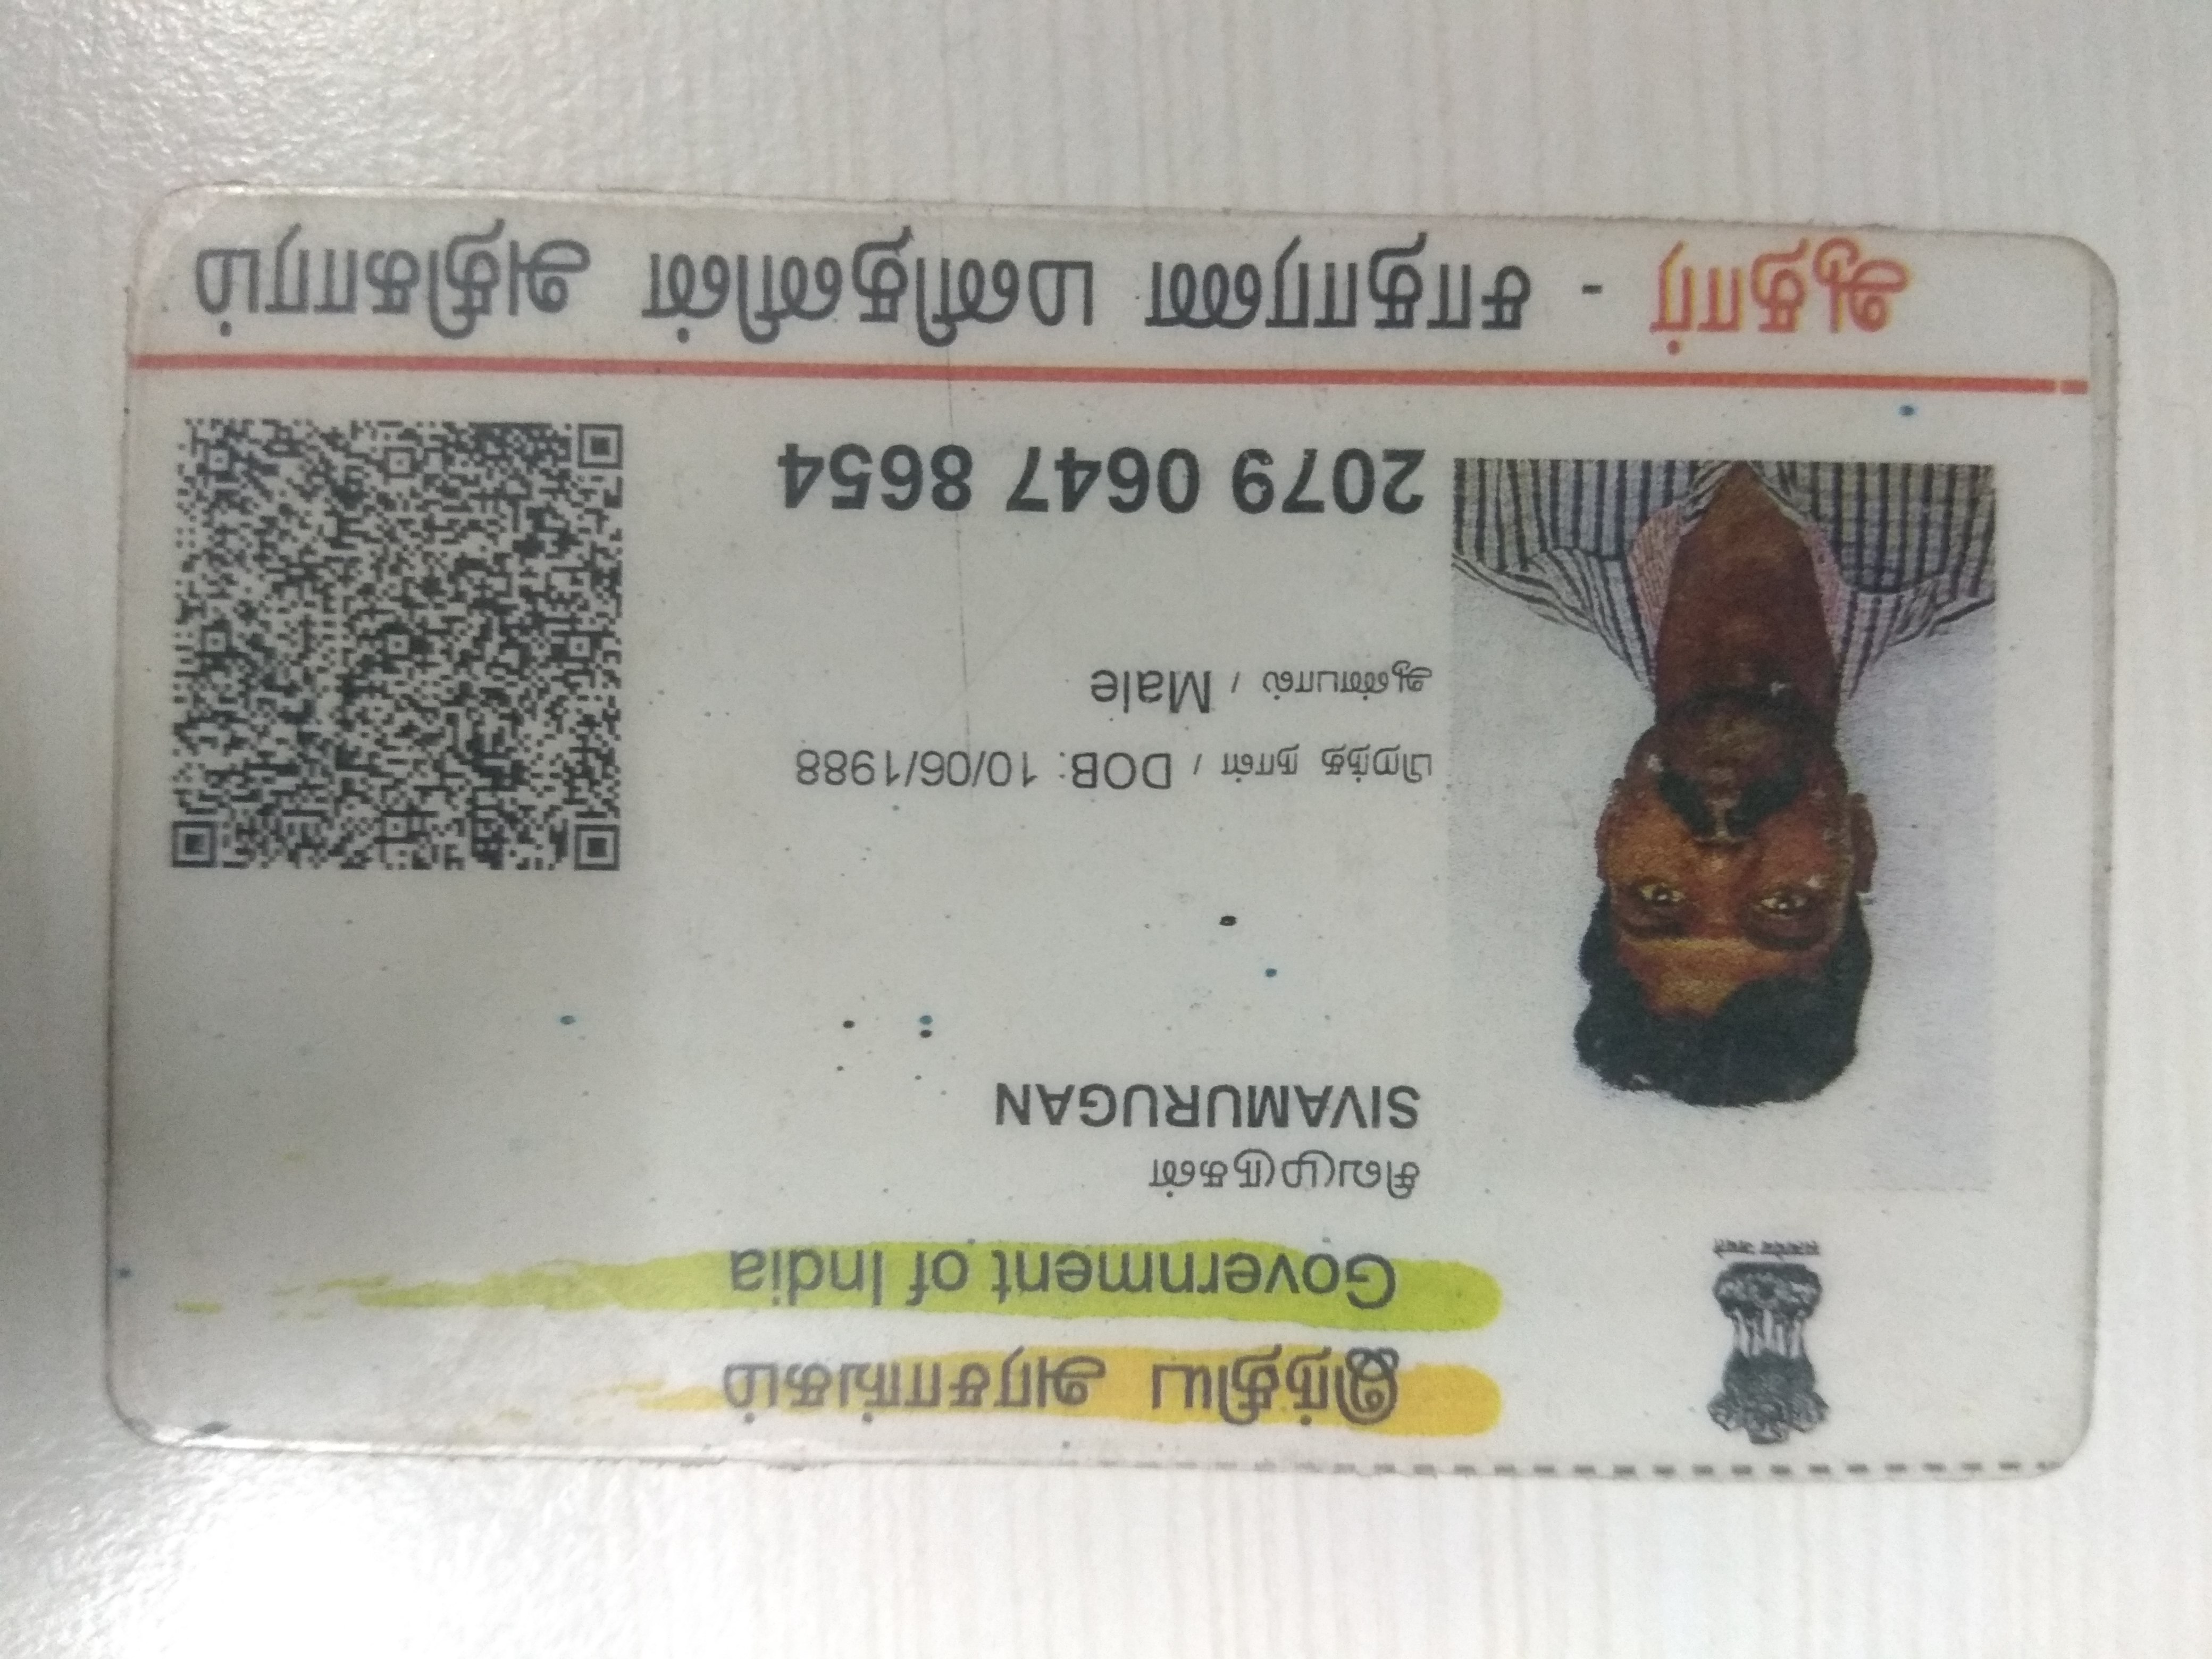 இந்திய அரசாங்கம்
Government of India
சிவமுருகன்
SIVAMURUGAN
பிறந்த நாள் / DOB: 10/06/1988
ஆண்பால் / Male
2079 0647 8654
ஆதார் - சாதாரண மனிதனின் அதிகாரம்